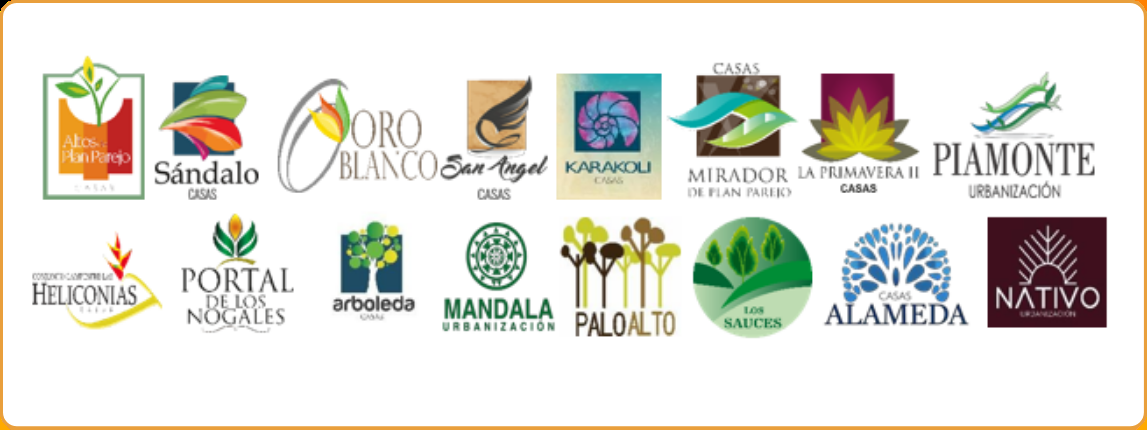 Altos de
Plan Parejo
CASAS
Sándalo
CASAS
ORO
BLANCO
San Angel
CASAS
KARAKOLI
CASAS
CASAS
MIRADOR
DE PLAN PAREJO
LA PRIMAVERA II
CASAS
PIAMONTE
URBANIZACIÓN
HELICONIAS
CASAS
PORTAL
DE LOS
NOGALES
arboleda
CASAS
MANDALA
URBANIZACIÓN
PALOALTO
LOS
SAUCES
CASAS
ALAMEDA
NATIVO
URBANIZACIÓN